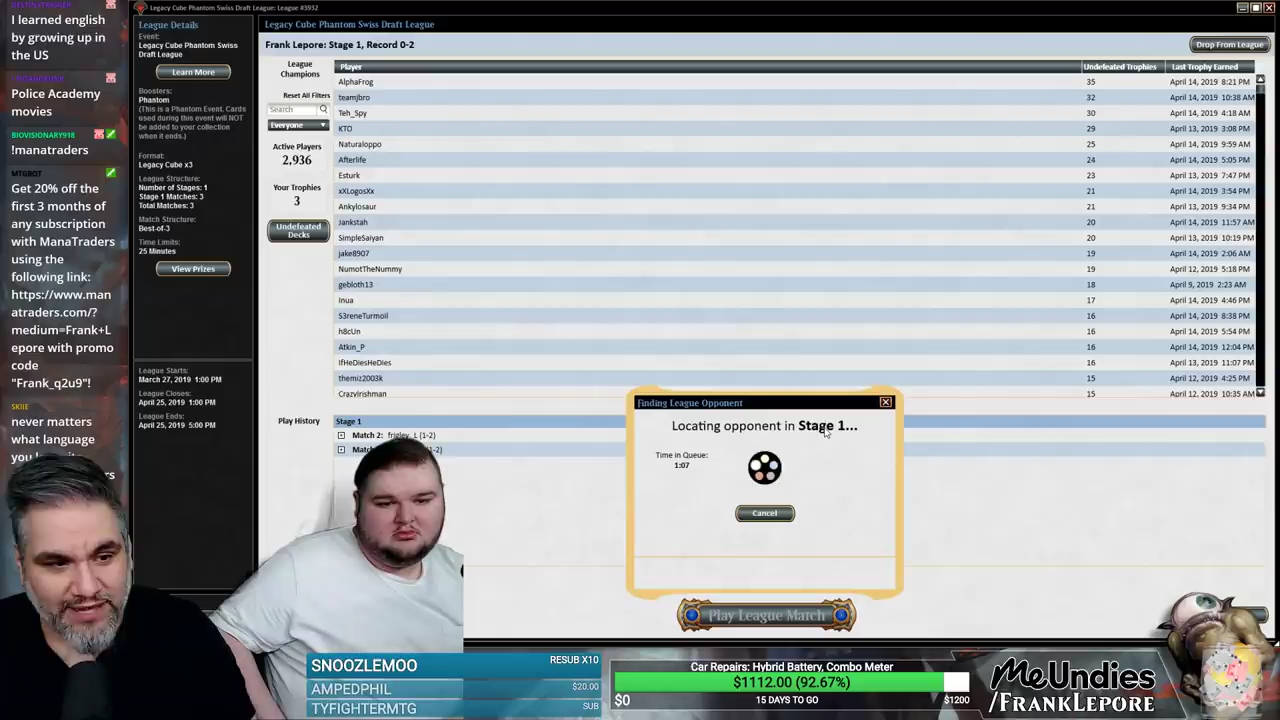 Legacy Cube Phantom Swiss Draft League: League #3932
I learned english
by growing up in
the US
Police Academy
movies
BIOVISIONARY918
!manatraders
MTGBOT
Get 20% off the
first 3 months of
any subscription
with ManaTraders
using the
following link:
https://www.man
atraders.com/?
medium=Frank+L
epore with promo
code
"Frank_q2u9"!
SKIIE
never matters
what language
League Details
Event:
Legacy Cube Phantom Swiss
Draft League
Learn More
Boosters:
Phantom
(This is a Phantom Event. Cards
used during this event will NOT
be added to your collection
when it ends.)
Format:
Legacy Cube x3
League Structure:
Number of Stages: 1
Stage 1 Matches: 3
Total Matches: 3
Match Structure:
Best-of-3
Time Limits:
25 Minutes
View Prizes
League Starts:
March 27, 2019 1:00 PM
League Closes:
April 25, 2019 1:00 PM
League Ends:
April 25, 2019 5:00 PM
Legacy Cube Phantom Swiss Draft League
Frank Lepore: Stage 1, Record 0-2
Drop From League
League
Champions
Reset All Filters
Search
Everyone
Active Players
2,936
Your Trophies
3
Undefeated
Decks
Player Undefeated Trophies Last Trophy Earned
AlphaFrog 35 April 14, 2019 8:21 PM
teamjbro 32 April 14, 2019 10:38 AM
Teh_Spy 30 April 14, 2019 4:18 AM
KTO 29 April 13, 2019 3:08 PM
Naturaloppo 25 April 14, 2019 9:59 AM
Afterlife 24 April 14, 2019 5:05 PM
Esturk 23 April 13, 2019 7:47 PM
xXLogosXx 21 April 14, 2019 3:54 PM
Ankylosaur 21 April 13, 2019 9:34 PM
Jankstah 20 April 14, 2019 11:57 AM
SimpleSaiyan 20 April 13, 2019 10:19 PM
jake8907 19 April 14, 2019 2:06 AM
NumotTheNummy 19 April 12, 2019 5:18 PM
gebloth13 18 April 9, 2019 2:23 AM
Inua 17 April 14, 2019 4:46 PM
S3reneTurmoil 16 April 14, 2019 8:38 PM
h8cUn 16 April 14, 2019 5:54 PM
Atkin_P 16 April 14, 2019 12:04 PM
IfHeDiesHeDies 16 April 13, 2019 11:07 PM
themiz2003k 15 April 12, 2019 4:25 PM
CrazyIrishman 15 April 12, 2019 10:35 AM
Play History
Stage 1
Match 2: frigley, L (1-2)
(1-2)
Finding League Opponent
Locating opponent in Stage 1...
Time in Queue:
1:07
Cancel
Play League Match
SNOOZLEMOO RESUB X10
AMPEDPHIL $20.00
TYFIGHTERMTG SUB
Car Repairs: Hybrid Battery, Combo Meter
$1112.00 (92.67%)
$0 15 DAYS TO GO $1200
MeUndies
/FRANKLEPORE